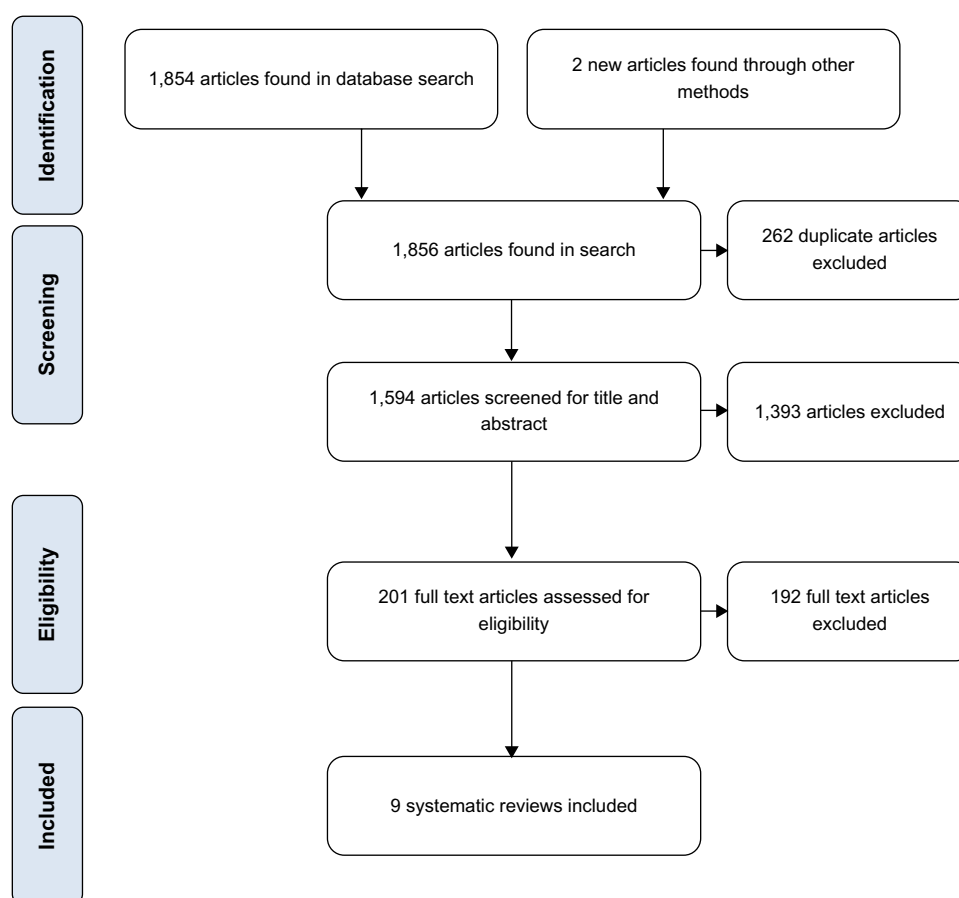 Identification
1,854 articles found in database search
2 new articles found through other
methods
1,856 articles found in search
262 duplicate articles
excluded
Screening
1,594 articles screened for title and
abstract
1,393 articles excluded
Eligibility
201 full text articles assessed for
eligibility
192 full text articles
excluded
Included
9 systematic reviews included